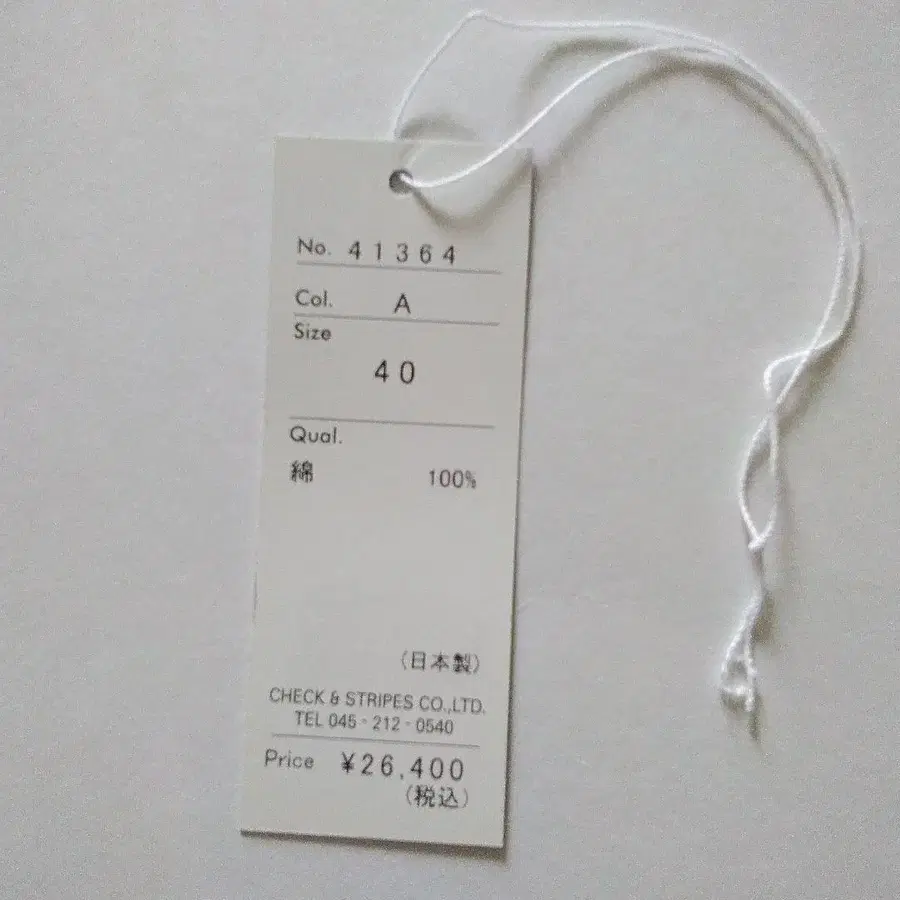 No. 41364
Col. A
Size
40
Qual.
綿 100%
(日本製)
CHECK & STRIPES CO.,LTD.
TEL 045-212-0540
Price ¥26,400
(税込)